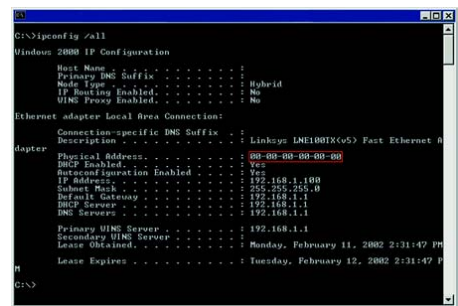 C:\>ipconfig /all
Windows 2000 IP Configuration
Host Name . . . . . . . . . . . . :
Primary DNS Suffix . . . . . . . :
Node Type . . . . . . . . . . . . : Hybrid
IP Routing Enabled. . . . . . . . : No
WINS Proxy Enabled. . . . . . . . : No
Ethernet adapter Local Area Connection:
Connection-specific DNS Suffix . :
Description . . . . . . . . . . . : Linksys LNE100TX(v5) Fast Ethernet A
dapter
Physical Address. . . . . . . . . : 00-00-00-00-00-00
DHCP Enabled. . . . . . . . . . . : Yes
Autoconfiguration Enabled . . . . : Yes
IP Address. . . . . . . . . . . . : 192.168.1.100
Subnet Mask . . . . . . . . . . . : 255.255.255.0
Default Gateway . . . . . . . . . : 192.168.1.1
DHCP Server . . . . . . . . . . . : 192.168.1.1
DNS Servers . . . . . . . . . . . : 192.168.1.1
Primary WINS Server . . . . . . . : 192.168.1.1
Secondary WINS Server . . . . . . :
Lease Obtained. . . . . . . . . . : Monday, February 11, 2002 2:31:47 PM
Lease Expires . . . . . . . . . . : Tuesday, February 12, 2002 2:31:47 P
M
C:\>